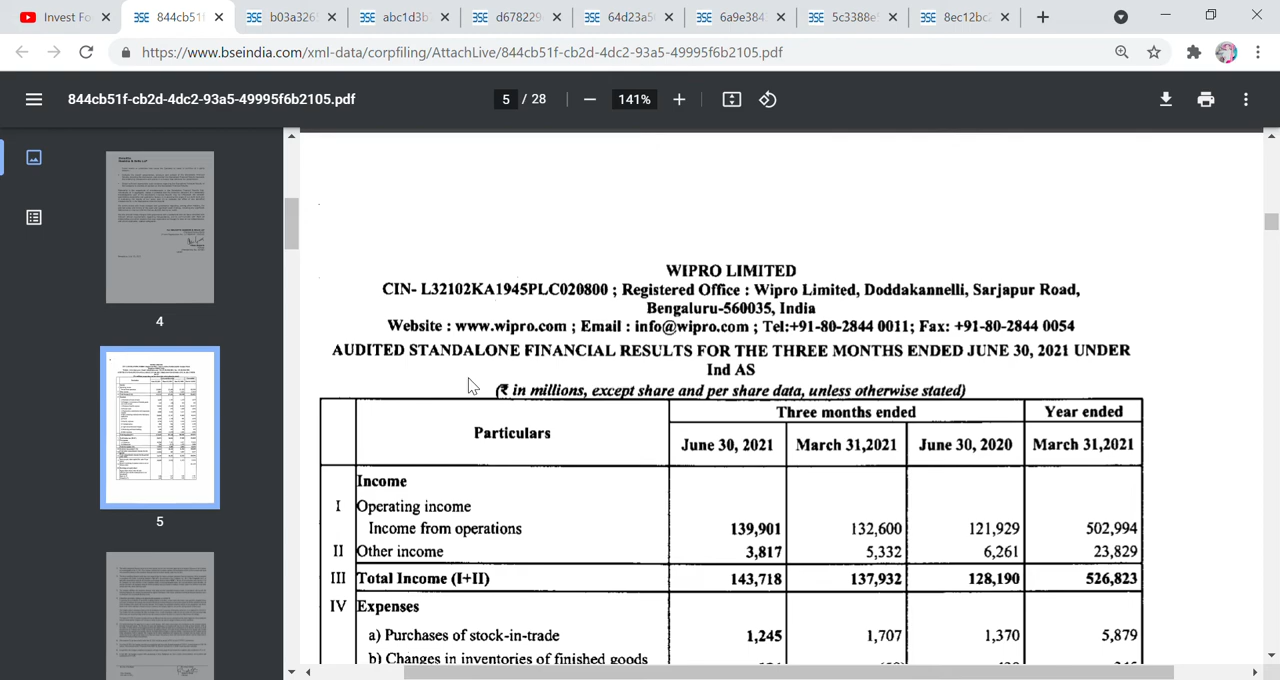 Invest Fo
844cb51f
b03a326
abc1d3b
d678229
64d23a5
6a9e384
5c3388e
8ec12bc
https://www.bseindia.com/xml-data/corpfiling/AttachLive/844cb51f-cb2d-4dc2-93a5-49995f6b2105.pdf
844cb51f-cb2d-4dc2-93a5-49995f6b2105.pdf
5 / 28
141%
4
5
WIPRO LIMITED
CIN- L32102KA1945PLC020800 ; Registered Office : Wipro Limited, Doddakannelli, Sarjapur Road,
Bengaluru-560035, India
Website : www.wipro.com ; Email : info@wipro.com ; Tel:+91-80-2844 0011; Fax: +91-80-2844 0054
AUDITED STANDALONE FINANCIAL RESULTS FOR THE THREE MONTHS ENDED JUNE 30, 2021 UNDER
Ind AS
(₹ in millions, except share and per share data, unless otherwise stated)
Particulars
Three months ended Year ended
June 30, 2021 March 31,2021 June 30, 2020 March 31,2021
Income
I Operating income
Income from operations 139,901 132,600 121,929 502,994
II Other income 3,817 5,332 6,261 23,829
III Total Income (I+II) 143,718 137,932 128,190 526,823
IV Expenses
a) Purchases of stock-in-trade 1,245 1,707 1,370 5,879
b) Changes in inventories of finished goods